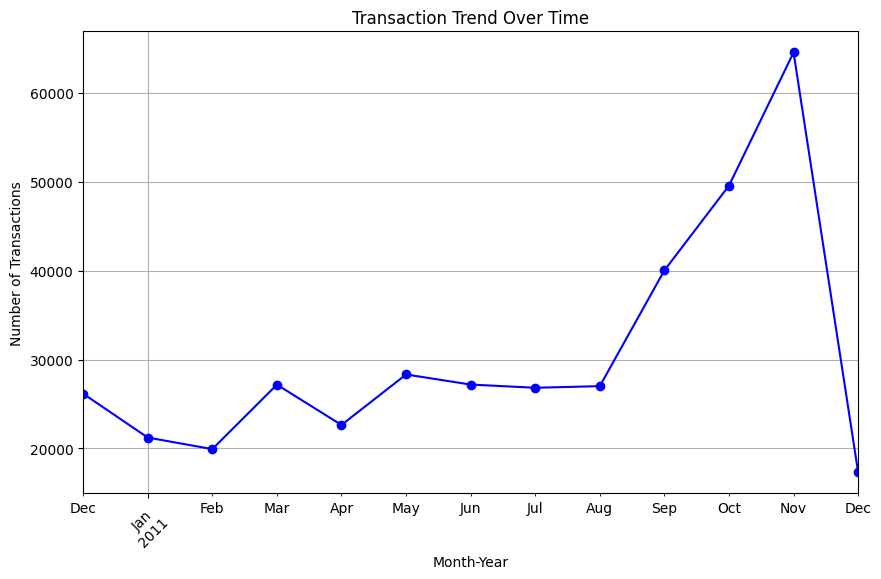 Transaction Trend Over Time
Number of Transactions
60000
50000
40000
30000
20000
Dec
Jan
2011
Feb
Mar
Apr
May
Jun
Jul
Aug
Sep
Oct
Nov
Dec
Month-Year